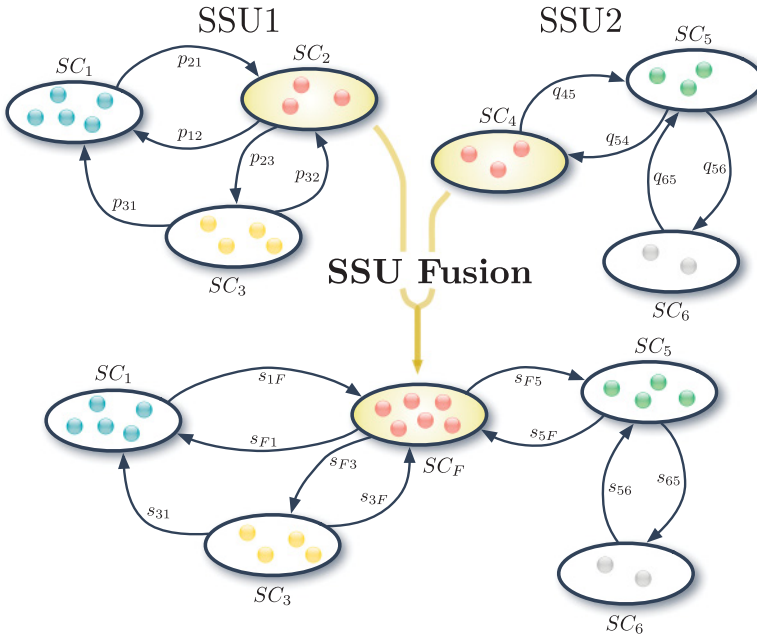 SSU1
SSU2
SC₁
SC₂
SC₅
p₂₁
q₄₅
SC₄
p₁₂
p₂₃
p₃₂
q₅₄
q₆₅
q₅₆
p₃₁
SC₃
SC₆
SSU Fusion
SC₁
SC₅
s₁F
sF₅
sF₁
sF₃
SC_F
s₅F
s₃F
s₃₁
s₅₆
s₆₅
SC₃
SC₆